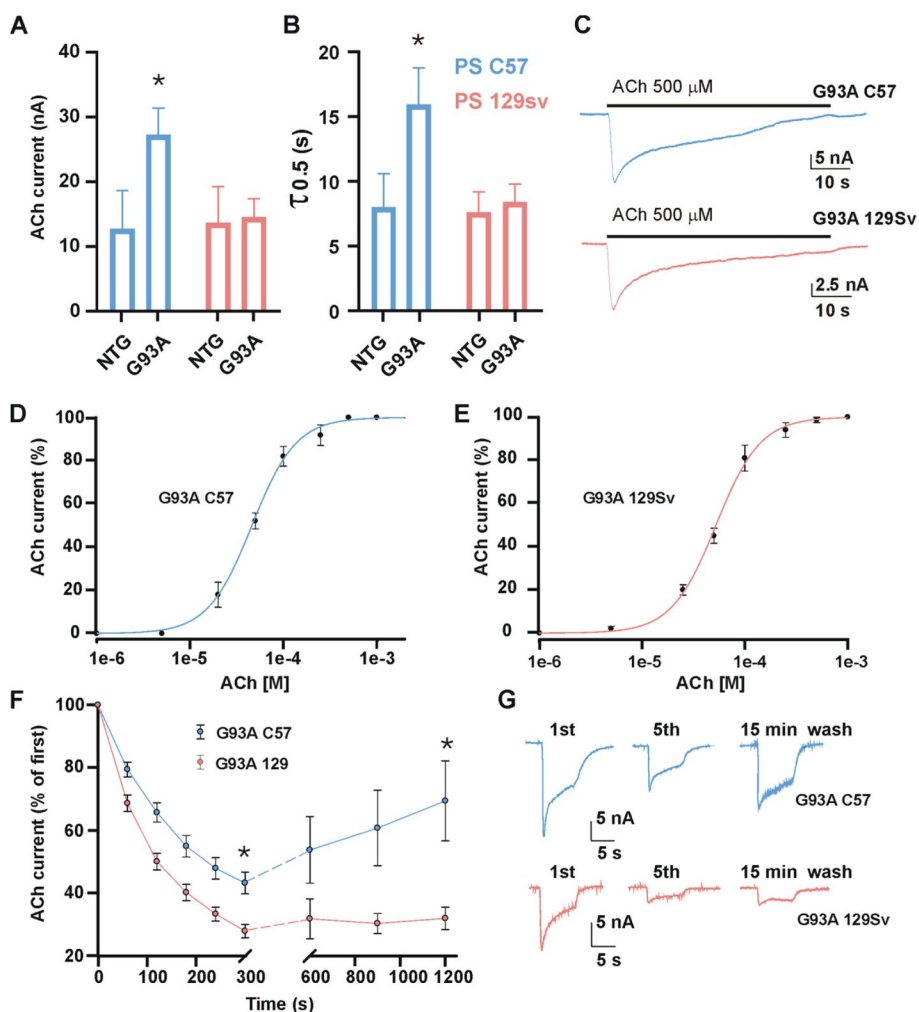 A
ACh current (nA)
40
30
20
10
0
*
NTG
G93A
NTG
G93A
B
τ0.5 (s)
20
15
10
5
0
*
PS C57
PS 129sv
NTG
G93A
NTG
G93A
C
ACh 500 μM
G93A C57
5 nA
10 s
ACh 500 μM
G93A 129Sv
2.5 nA
10 s
D
ACh current (%)
100
80
60
40
20
0
G93A C57
1e-6
1e-5
1e-4
1e-3
ACh [M]
E
ACh current (%)
100
80
60
40
20
0
G93A 129Sv
1e-6
1e-5
1e-4
1e-3
ACh [M]
F
ACh current (% of first)
100
80
60
40
20
G93A C57
G93A 129
*
*
0
100
200
300
600
800
1000
1200
Time (s)
G
1st
5th
15 min wash
G93A C57
5 nA
5 s
1st
5th
15 min wash
G93A 129Sv
5 nA
5 s